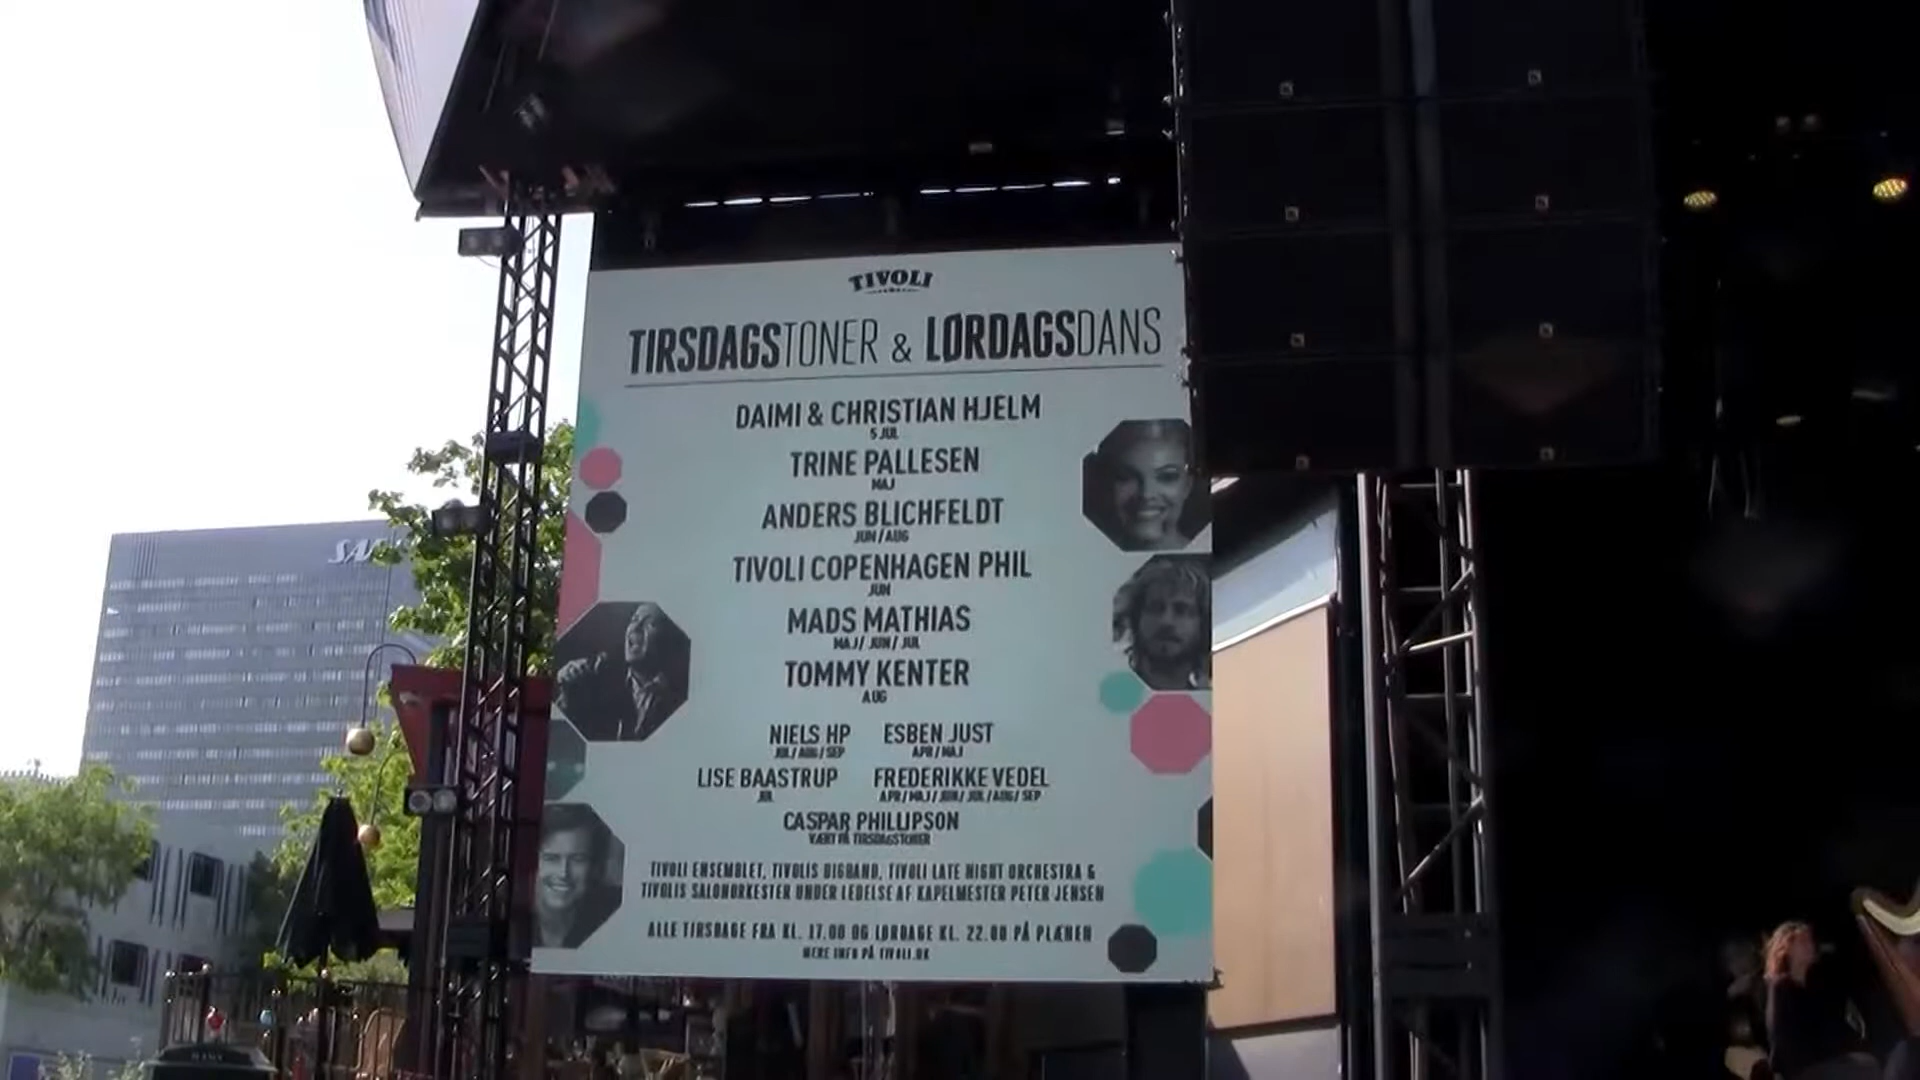 TIVOLI
TIRSDAGSTONER & LØRDAGSDANS
DAIMI & CHRISTIAN HJELM
5 JUL
TRINE PALLESEN
MAJ
ANDERS BLICHFELDT
JUN / AUG
TIVOLI COPENHAGEN PHIL
JUN
MADS MATHIAS
MAJ / JUN / JUL
TOMMY KENTER
AUG
NIELS HP ESBEN JUST
JUL / AUG / SEP APR / MAJ
LISE BAASTRUP FREDERIKKE VEDEL
JUL APR / MAJ / JUN / JUL / AUG / SEP
CASPAR PHILLIPSON
VÆRT PÅ TIRSDAGSTONER
TIVOLI ENSEMBLET, TIVOLIS BIGBAND, TIVOLI LATE NIGHT ORCHESTRA &
TIVOLIS SALONORKESTER UNDER LEDELSE AF KAPELMESTER PETER JENSEN
ALLE TIRSDAGE FRA KL. 17.00 OG LØRDAGE KL. 22.00 PÅ PLÆNEN
MERE INFO PÅ TIVOLI.DK